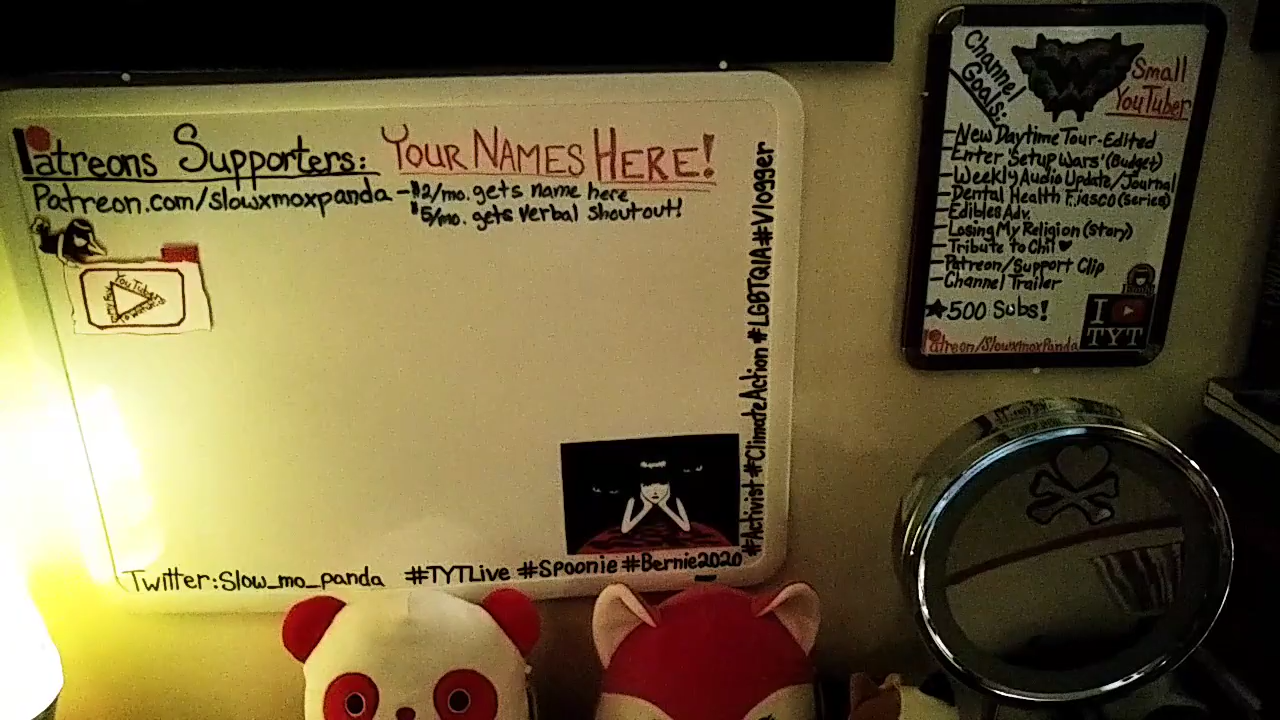 Patreons Supporters: YOUR NAMES HERE!
Patreon.com/slowxmoxpanda - $2/mo. gets name here
$5/mo. gets verbal shoutout!
YouTuber
#Activist #ClimateAction #LGBTQIA #Vlogger
Twitter: Slow_mo_panda #TYTLive #Spoonie #Bernie2020
Channel Goals:
Small YouTuber
- New Daytime Tour-Edited
- Enter Setup Wars' (Budget)
- Weekly Audio Update/Journal
- Dental Health Fiasco (Series)
- Edibles Adv.
- Losing My Religion (Story)
- Tribute to Chit ♥
- Patreon/Support Clip
- Channel Trailer
★ 500 Subs!
I
TYT
Patreon/SlowxmoxPanda